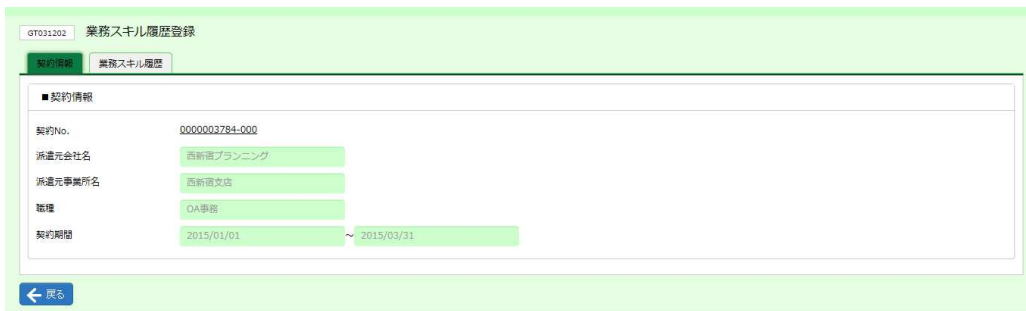 GT031202 業務スキル履歴登録
契約情報 業務スキル履歴
■契約情報
契約No. 0000003784-000
派遣元会社名 西新宿プランニング
派遣元事業所名 西新宿支店
職種 OA事務
契約期間 2015/01/01 ～ 2015/03/31
戻る